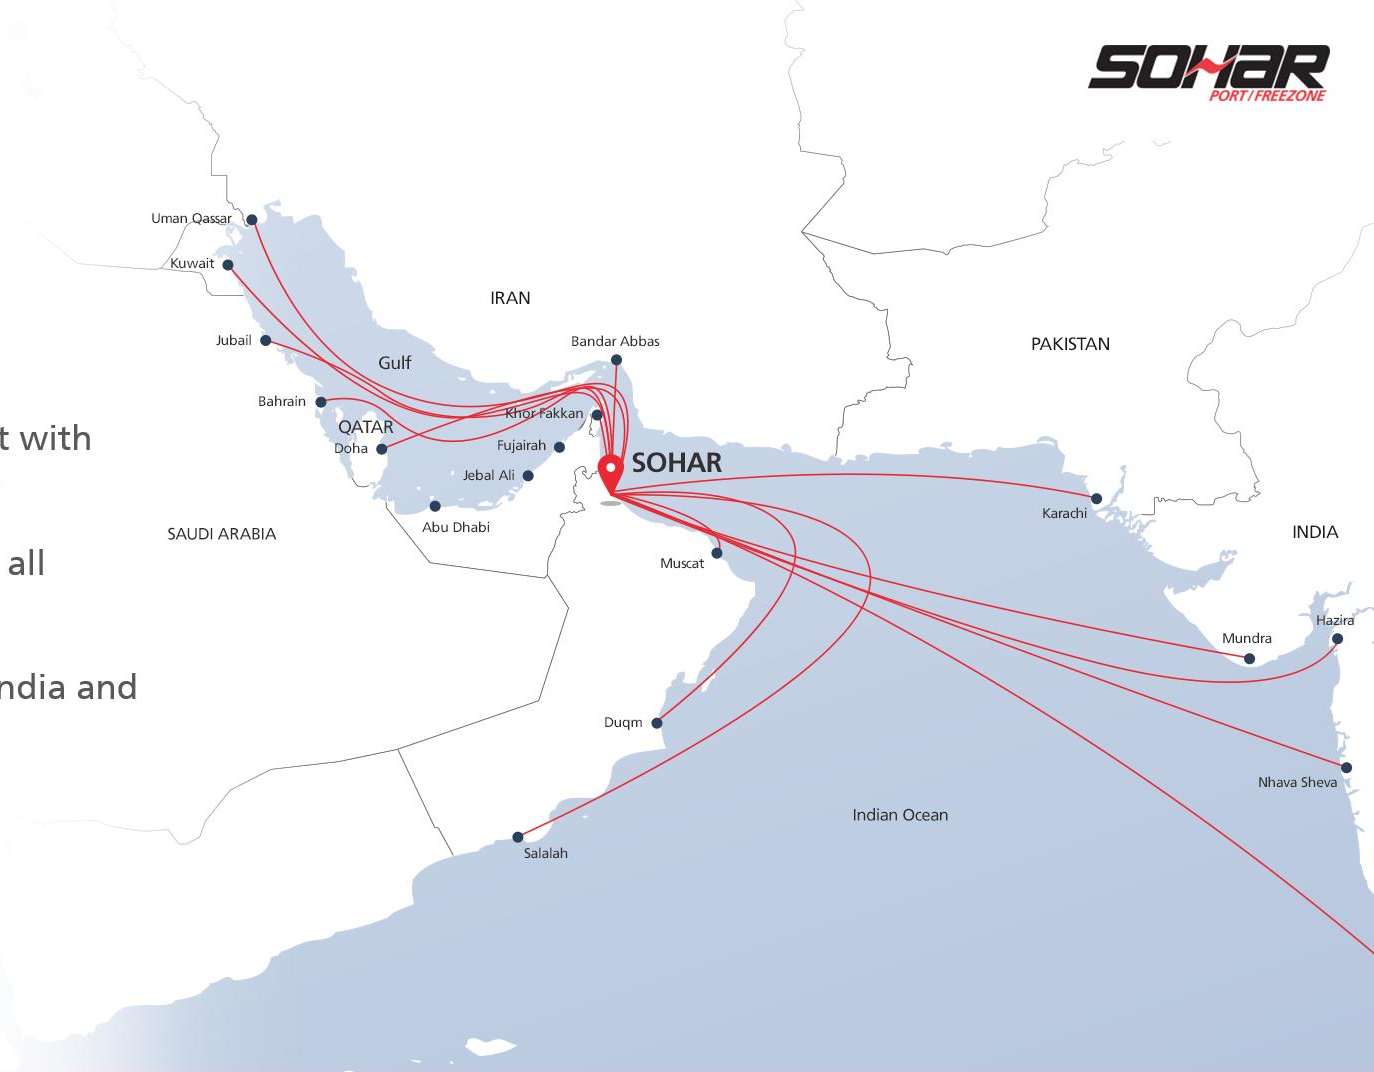 SOHAR
PORT/FREEZONE
Uman Qassar
Kuwait
IRAN
Jubail
Bandar Abbas
PAKISTAN
Gulf
Bahrain
Khor Fakkan
QATAR
t with
Doha
Fujairah
SOHAR
Jebal Ali
Karachi
Abu Dhabi
SAUDI ARABIA
INDIA
all
Muscat
Hazira
Mundra
ndia and
Duqm
Nhava Sheva
Indian Ocean
Salalah